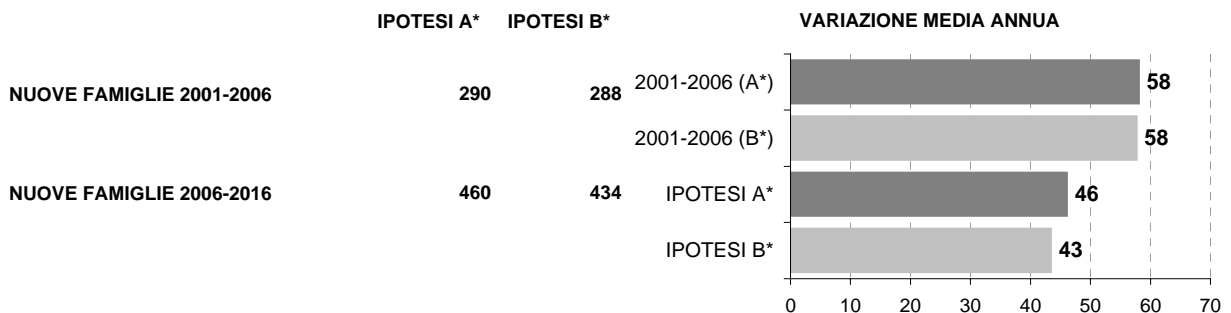 IPOTESI A* IPOTESI B* VARIAZIONE MEDIA ANNUA
NUOVE FAMIGLIE 2001-2006 290 288
NUOVE FAMIGLIE 2006-2016 460 434
2001-2006 (A*) 58
2001-2006 (B*) 58
IPOTESI A* 46
IPOTESI B* 43
0 10 20 30 40 50 60 70